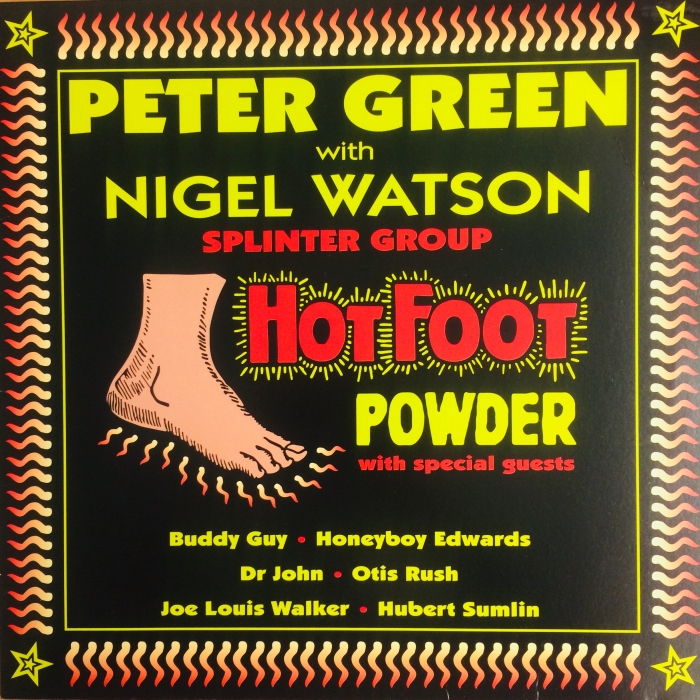 PETER GREEN
with
NIGEL WATSON
SPLINTER GROUP
HOT FOOT
POWDER
with special guests
Buddy Guy • Honeyboy Edwards
Dr John • Otis Rush
Joe Louis Walker • Hubert Sumlin